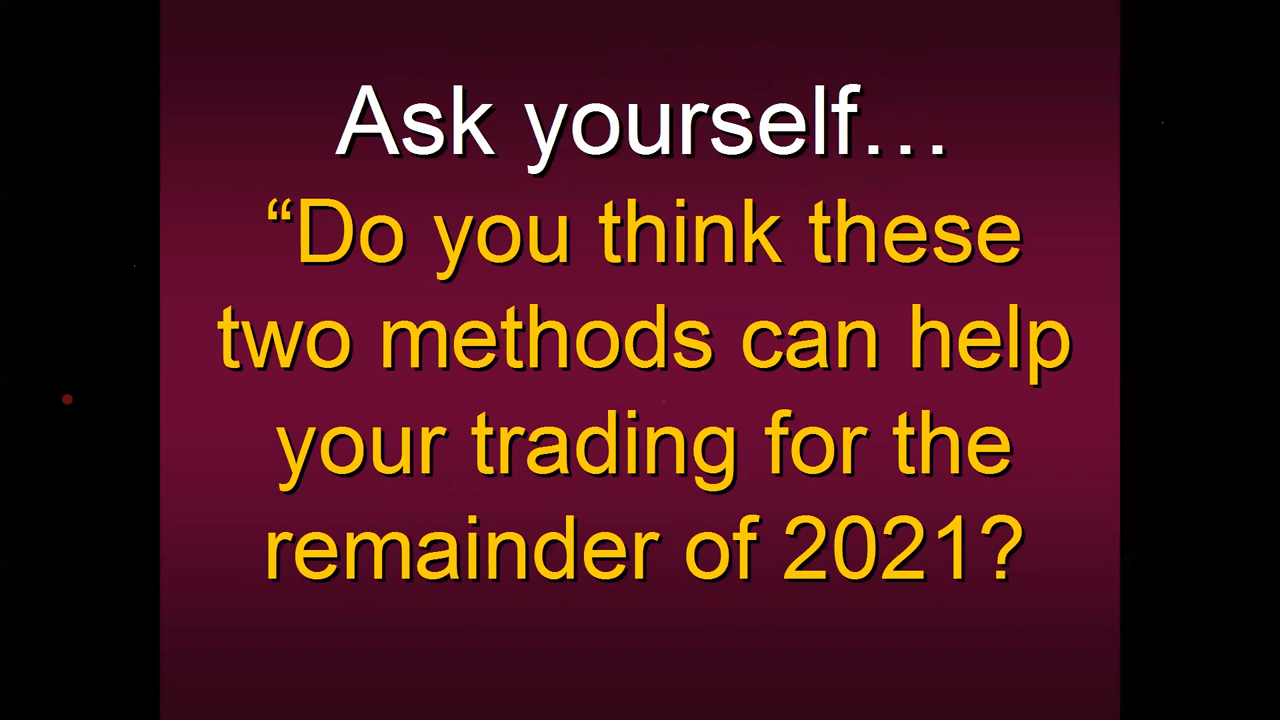 Ask yourself…
“Do you think these
two methods can help
your trading for the
remainder of 2021?